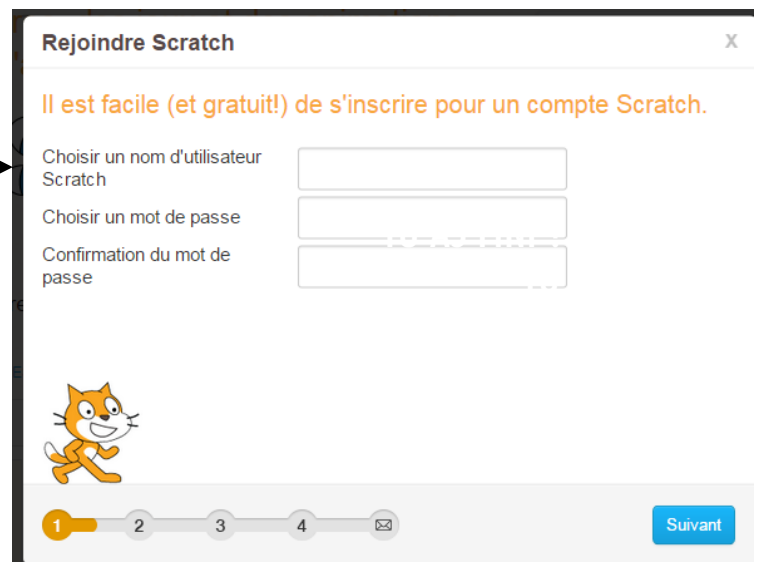 Rejoindre Scratch
X
Il est facile (et gratuit!) de s'inscrire pour un compte Scratch.
Choisir un nom d'utilisateur
Scratch
Choisir un mot de passe
Confirmation du mot de
passe
1 2 3 4
Suivant